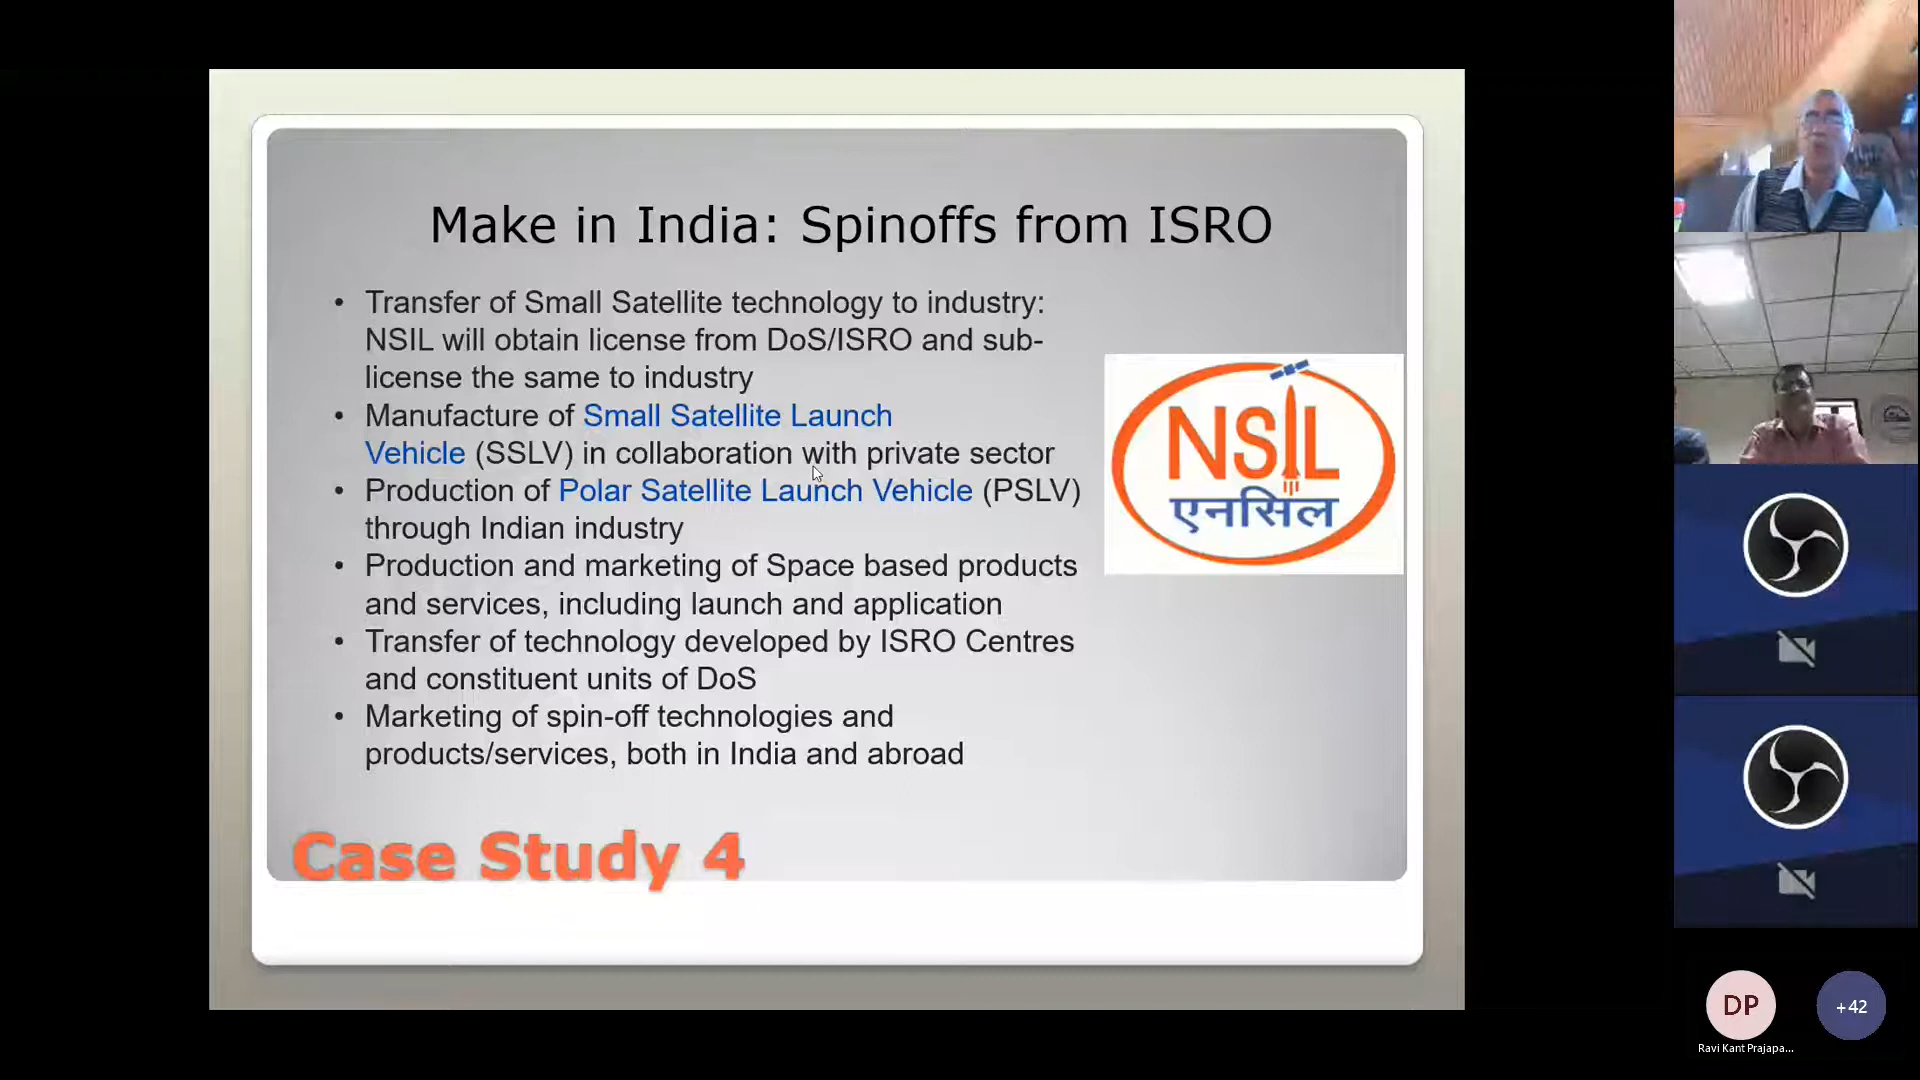 Make in India: Spinoffs from ISRO
• Transfer of Small Satellite technology to industry:
NSIL will obtain license from DoS/ISRO and sub-
license the same to industry
• Manufacture of Small Satellite Launch
Vehicle (SSLV) in collaboration with private sector
• Production of Polar Satellite Launch Vehicle (PSLV)
through Indian industry
• Production and marketing of Space based products
and services, including launch and application
• Transfer of technology developed by ISRO Centres
and constituent units of DoS
• Marketing of spin-off technologies and
products/services, both in India and abroad
NSIL
एनसिल
Case Study 4
DP
+42
Ravi Kant Prajapa...